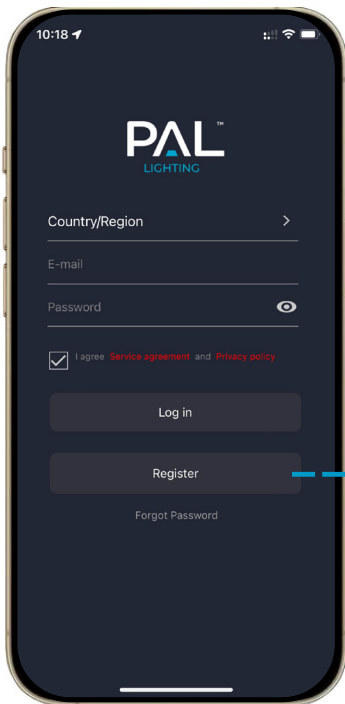 10:18
PAL™
LIGHTING
Country/Region
E-mail
Password
I agree Service agreement and Privacy policy
Log in
Register
Forgot Password